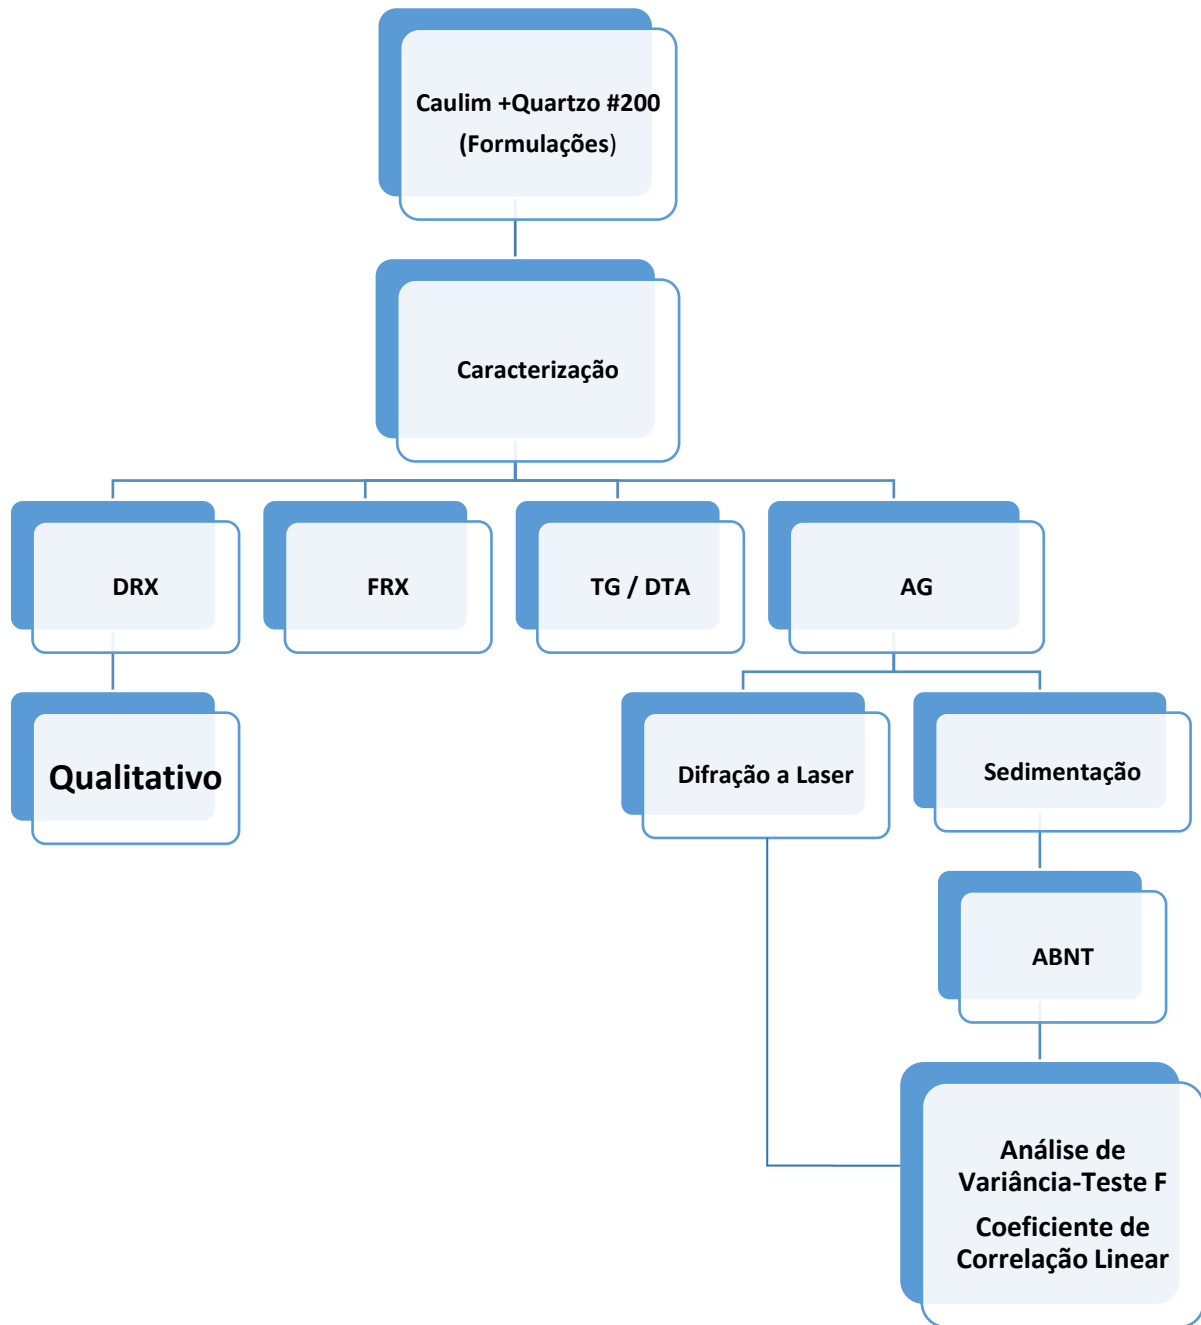 Caulim +Quartzo #200
(Formulações)
Caracterização
DRX
FRX
TG / DTA
AG
Qualitativo
Difração a Laser
Sedimentação
ABNT
Análise de
Variância-Teste F
Coeficiente de
Correlação Linear